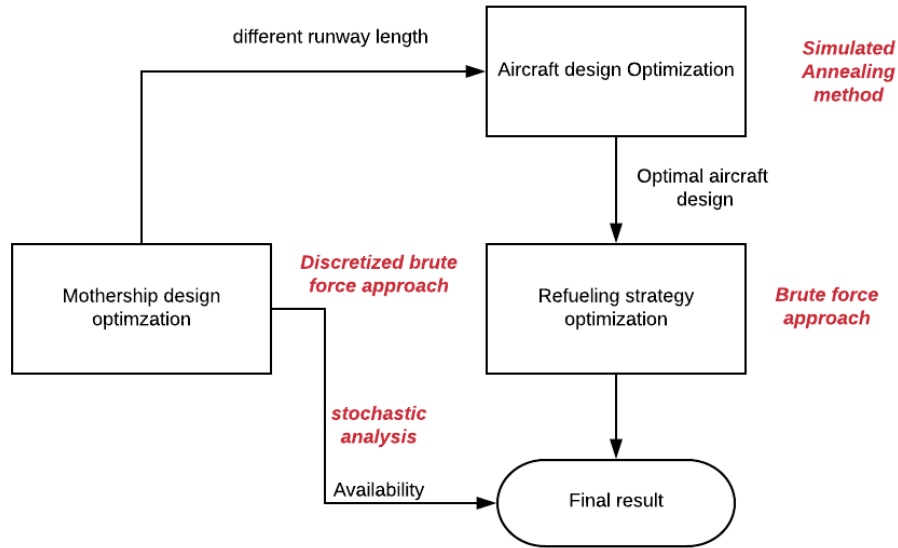 different runway length
Aircraft design Optimization
Simulated
Annealing
method
Optimal aircraft
design
Mothership design
optimzation
Discretized brute
force approach
Refueling strategy
optimization
Brute force
approach
stochastic
analysis
Availability
Final result